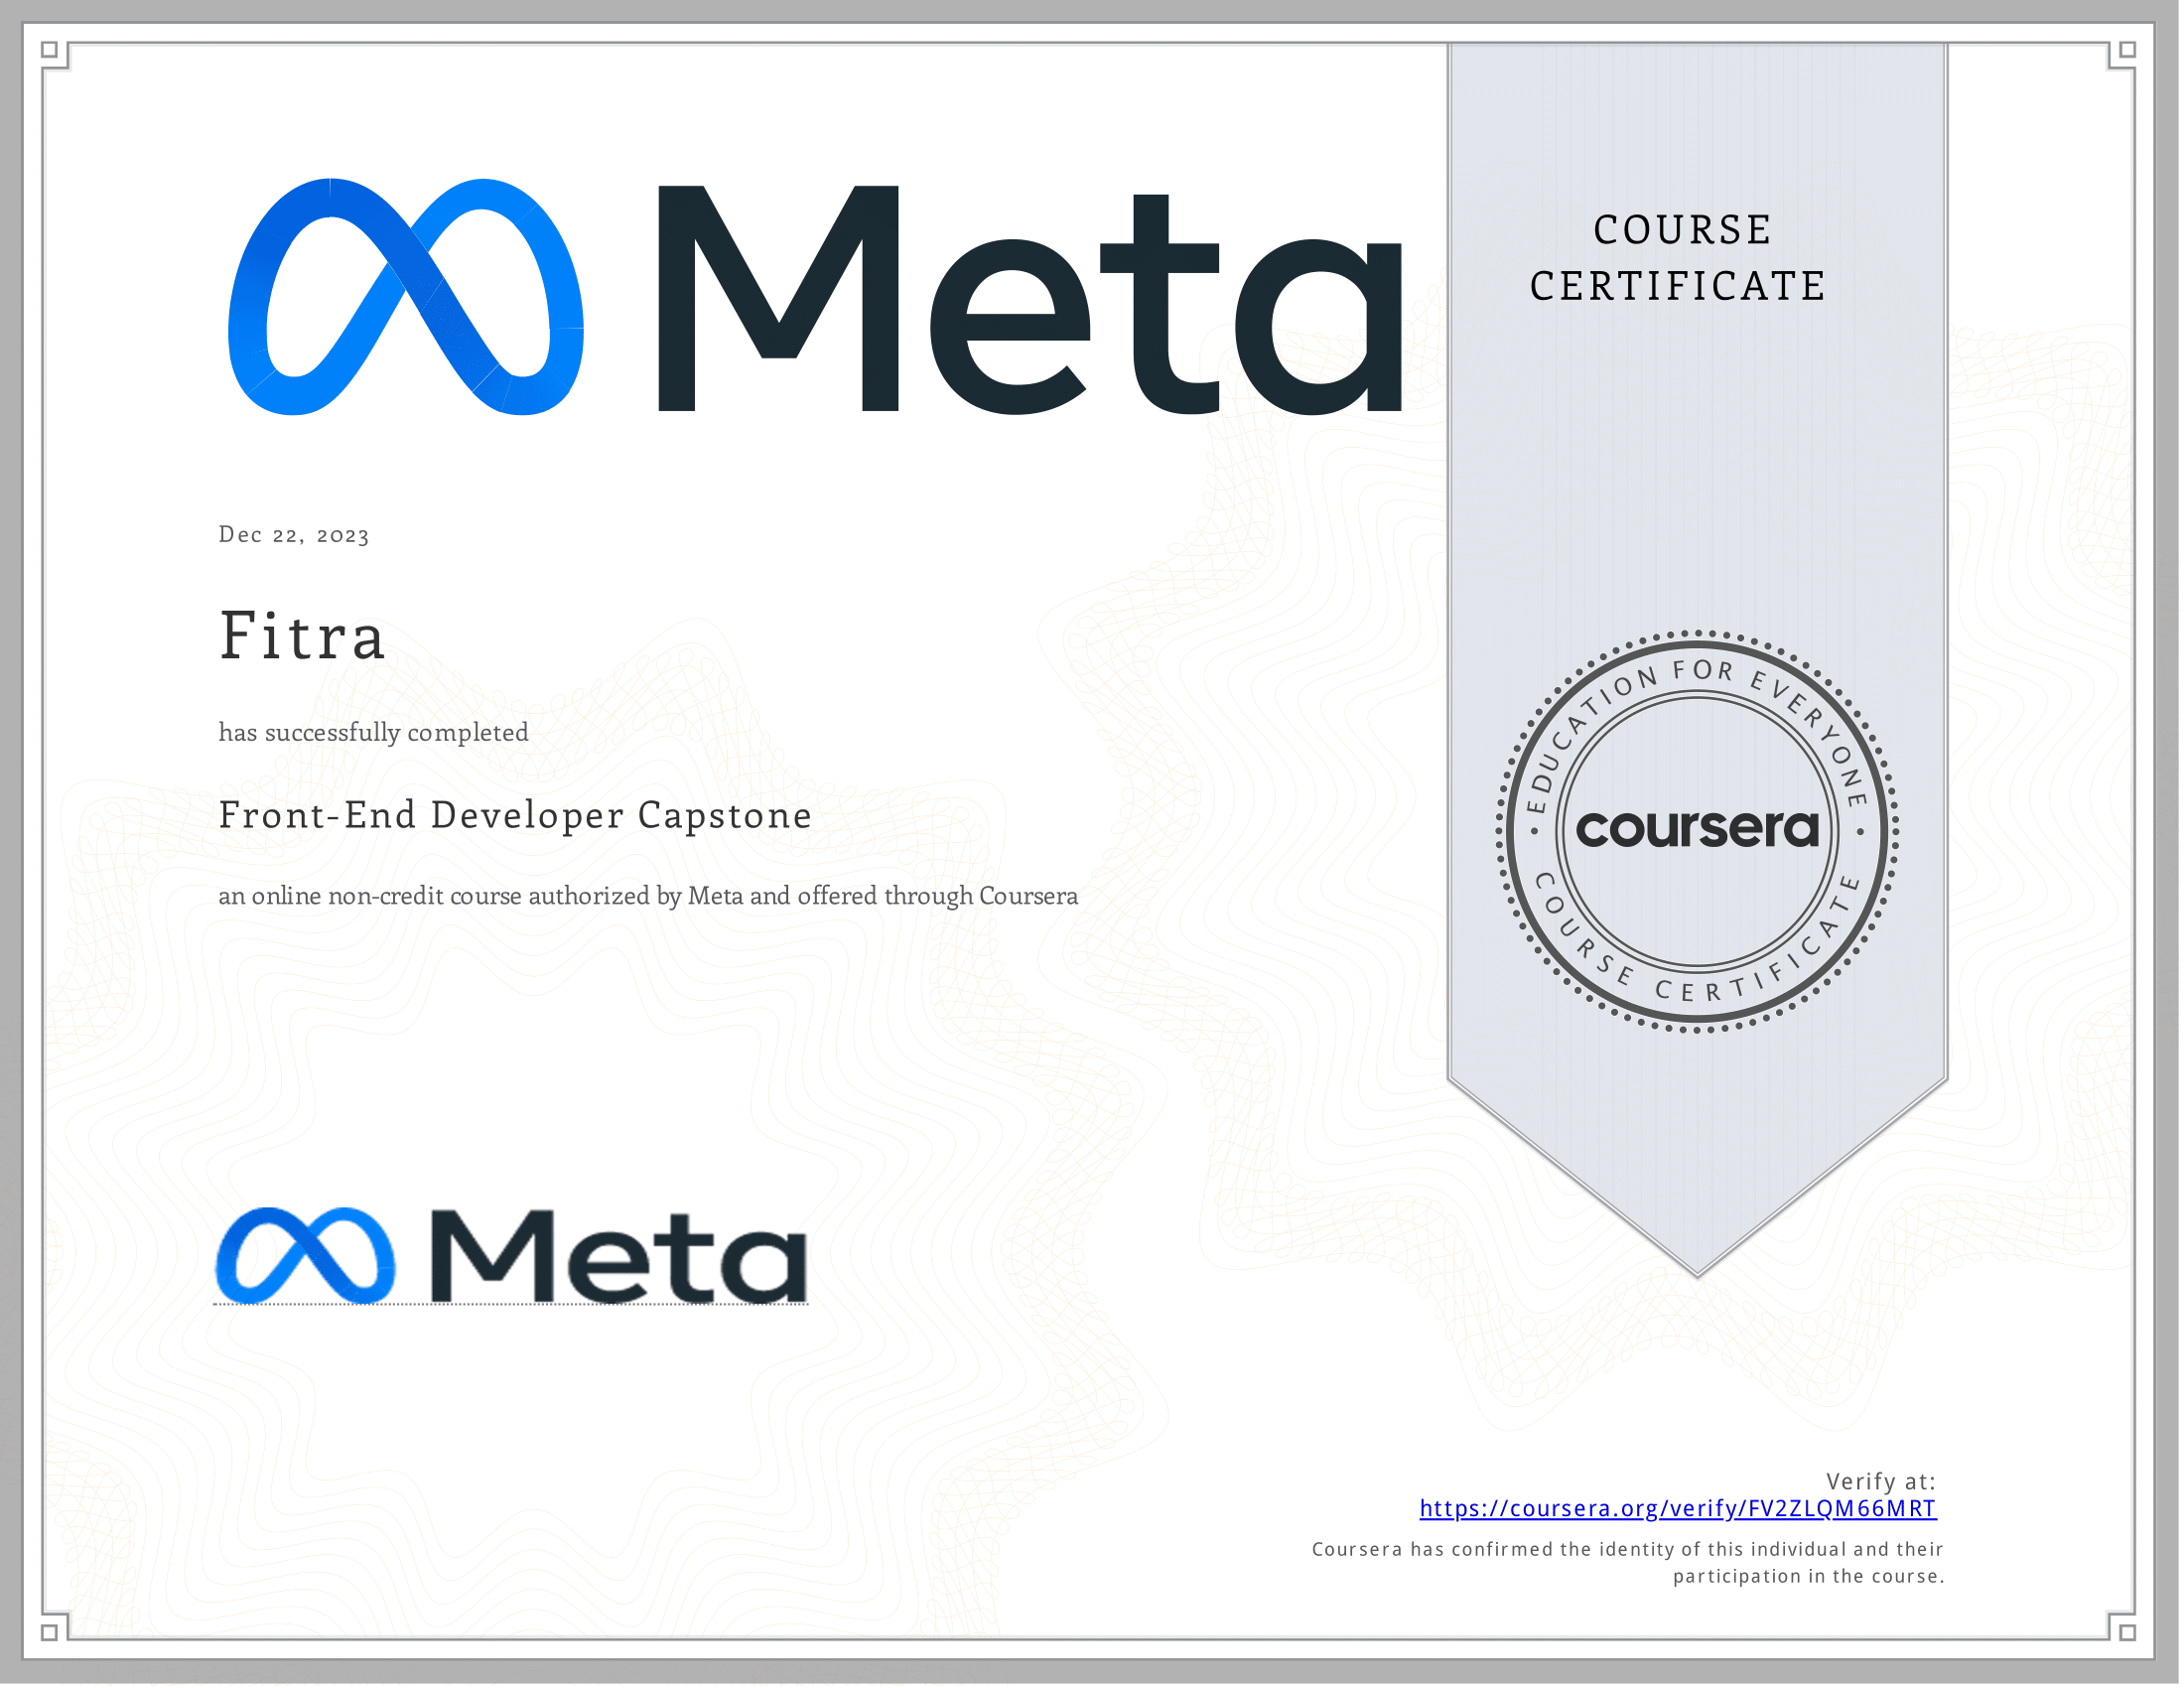 Meta
COURSE
CERTIFICATE
Dec 22, 2023
Fitra
has successfully completed
Front-End Developer Capstone
an online non-credit course authorized by Meta and offered through Coursera
EDUCATION FOR EVERYONE
coursera
COURSE CERTIFICATE
Meta
Verify at:
https://coursera.org/verify/FV2ZLQM66MRT
Coursera has confirmed the identity of this individual and their
participation in the course.